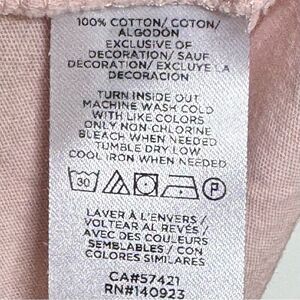 100% COTTON/ COTON/
ALGODÓN
EXCLUSIVE OF
DECORATION/ SAUF
DECORATION/ EXCLUYE LA
DECORACIÓN
TURN INSIDE OUT
MACHINE WASH COLD
WITH LIKE COLORS
ONLY NON-CHLORINE
BLEACH WHEN NEEDED
TUMBLE DRY LOW
COOL IRON WHEN NEEDED
30 P
LAVER À L'ENVERS /
VOLTEAR AL REVÉS /
AVEC DES COULEURS
SEMBLABLES / CON
COLORES SIMILARES
CA#57421
RN#140923